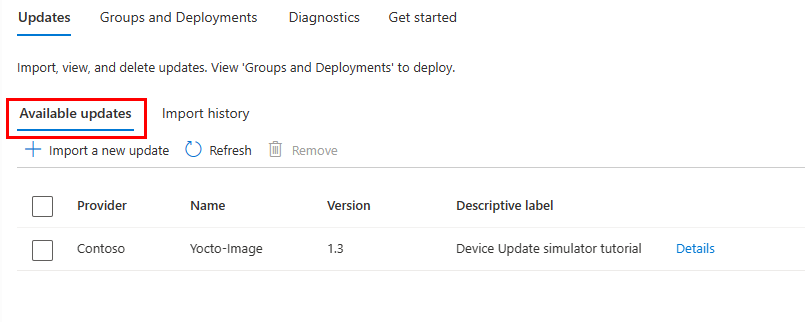 Updates Groups and Deployments Diagnostics Get started
Import, view, and delete updates. View 'Groups and Deployments' to deploy.
Available updates Import history
Import a new update Refresh Remove
Provider Name Version Descriptive label
Contoso Yocto-Image 1.3 Device Update simulator tutorial Details